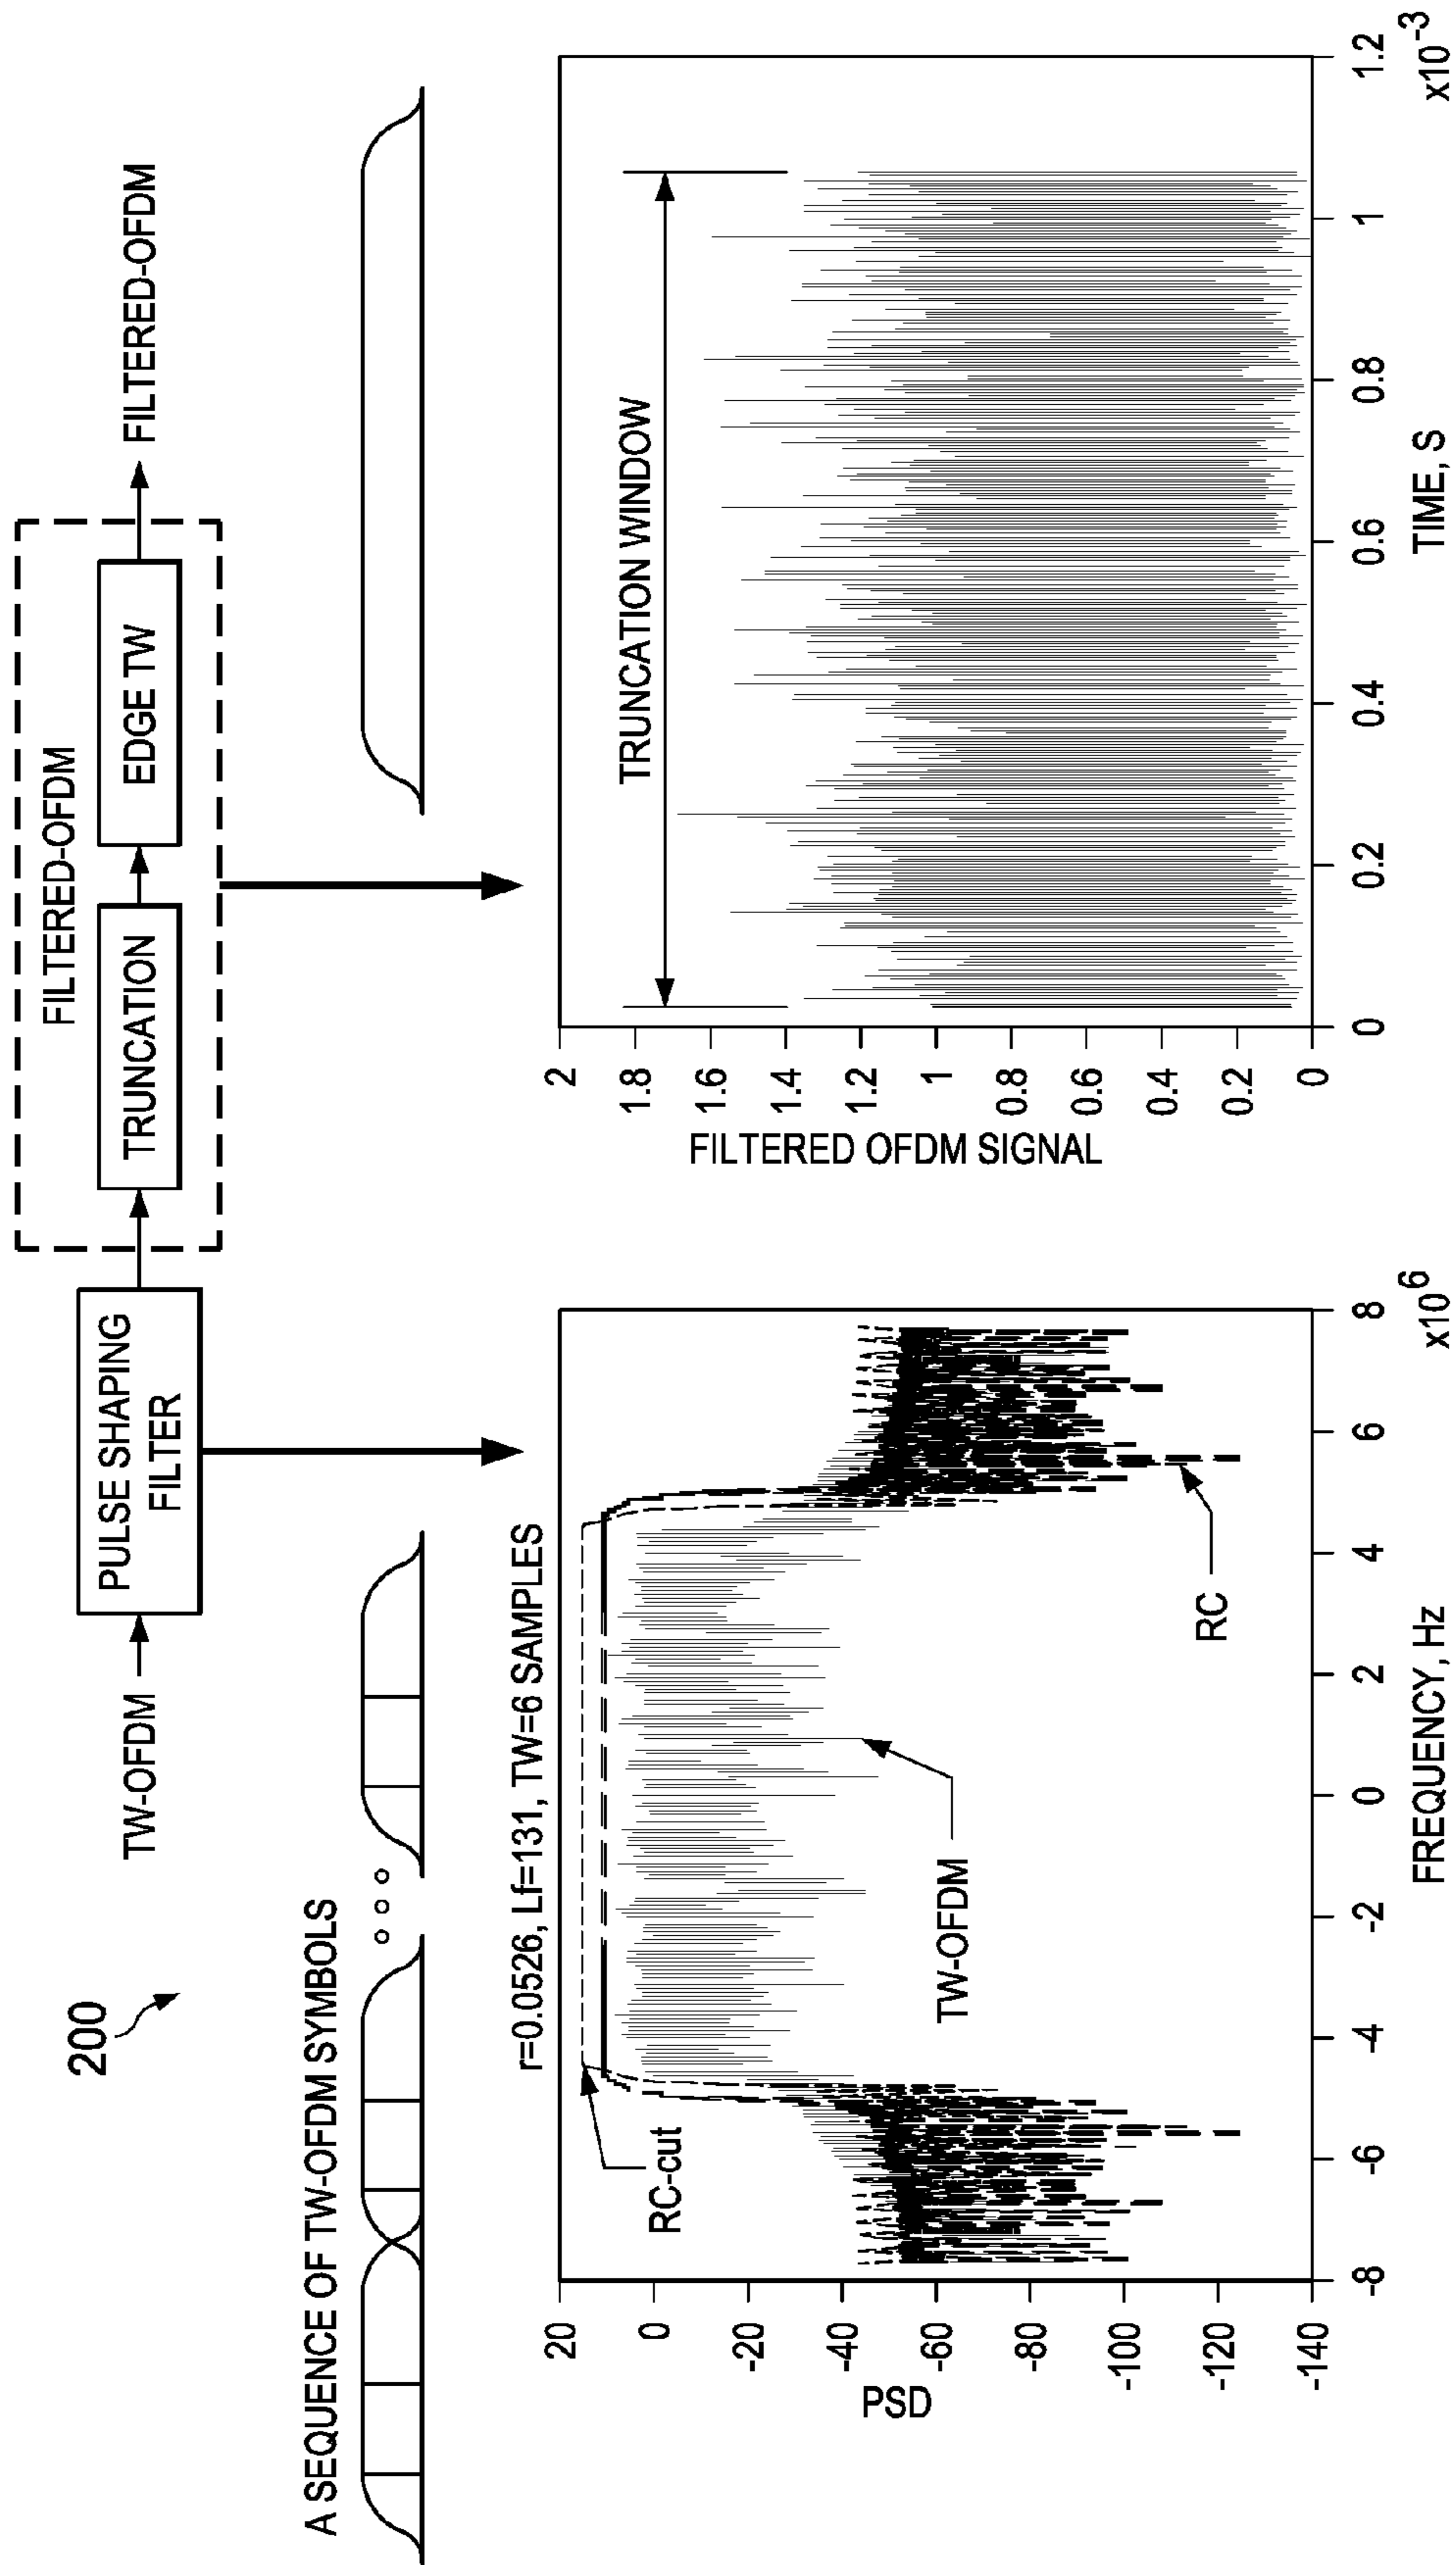 200
TW-OFDM
PULSE SHAPING
FILTER
FILTERED-OFDM
TRUNCATION
EDGE TW
FILTERED-OFDM
A SEQUENCE OF TW-OFDM SYMBOLS
r=0.0526, Lf=131, TW=6 SAMPLES
20
0
-20
-40
-60
-80
-100
-120
-140
PSD
RC-cut
TW-OFDM
RC
-8
-6
-4
-2
0
2
4
6
8
x10⁶
FREQUENCY, Hz
2
1.8
1.6
1.4
1.2
1
0.8
0.6
0.4
0.2
0
FILTERED OFDM SIGNAL
TRUNCATION WINDOW
0
0.2
0.4
0.6
0.8
1
1.2
x10⁻³
TIME, S